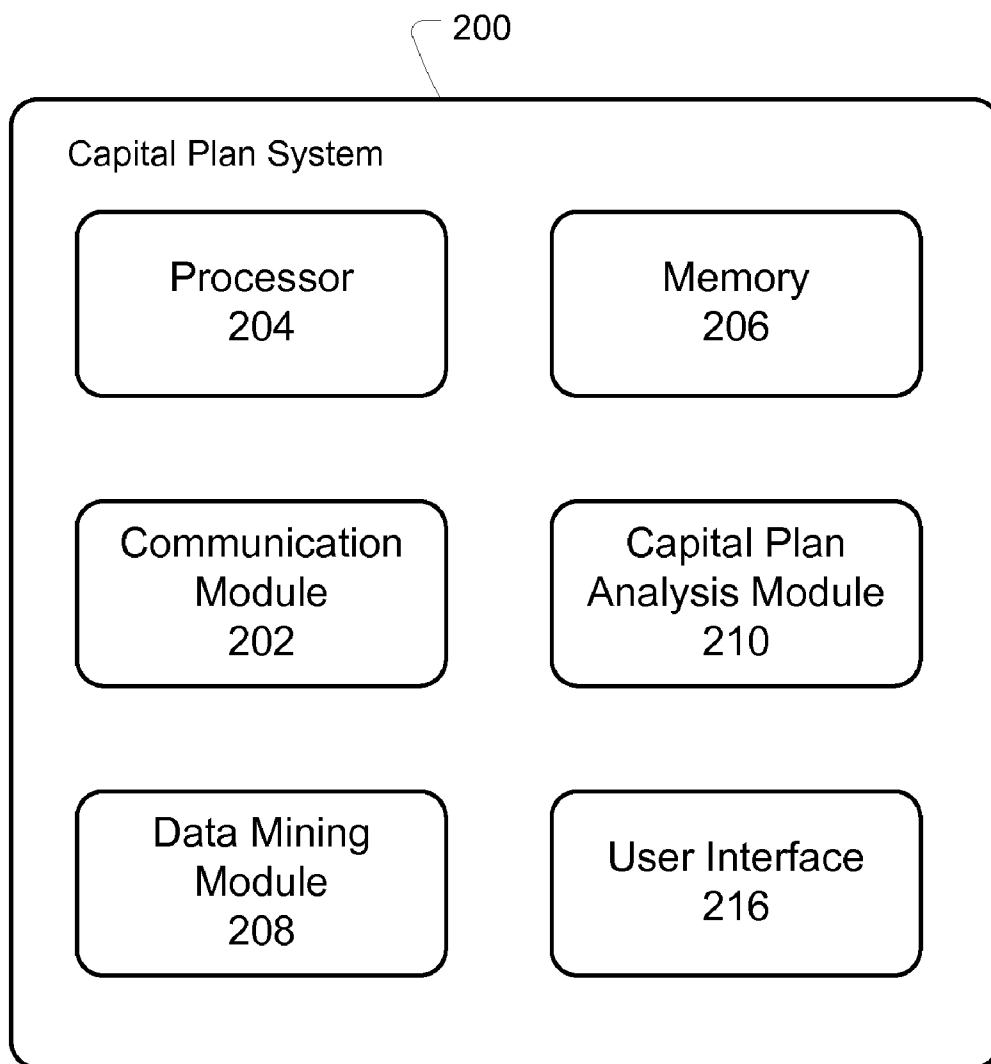 200
Capital Plan System
Processor
204
Memory
206
Communication
Module
202
Capital Plan
Analysis Module
210
Data Mining
Module
208
User Interface
216